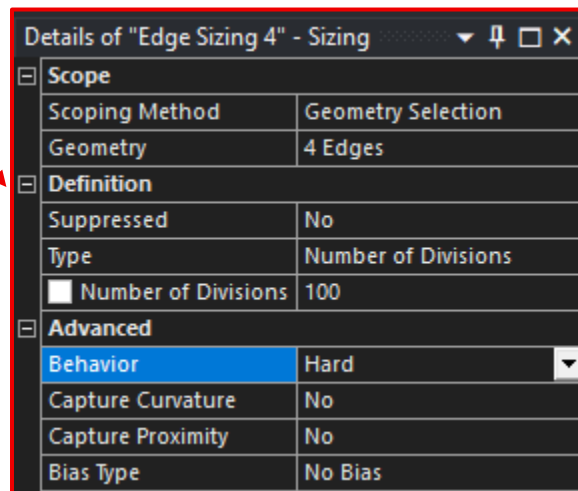 Details of "Edge Sizing 4" - Sizing
Scope
Scoping Method Geometry Selection
Geometry 4 Edges
Definition
Suppressed No
Type Number of Divisions
Number of Divisions 100
Advanced
Behavior Hard
Capture Curvature No
Capture Proximity No
Bias Type No Bias